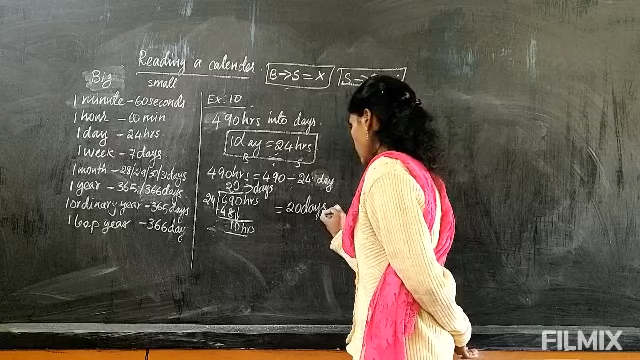 Reading a calender
B→S = X
S→
Big
small
1 minute - 60 seconds
1 hour - 60 min
1 day - 24 hrs
1 week - 7 days
1 month - 28/29/30/31 days
1 year - 365/366 days
1 ordinary year - 365 days
1 leap year - 366 day
Ex: 10
490 hrs into days.
1 day = 24 hrs
B S
490 hrs = 490 ÷ 24 day
20 → days
24 490 hrs
48
10 hrs
= 20 days
FILMIX